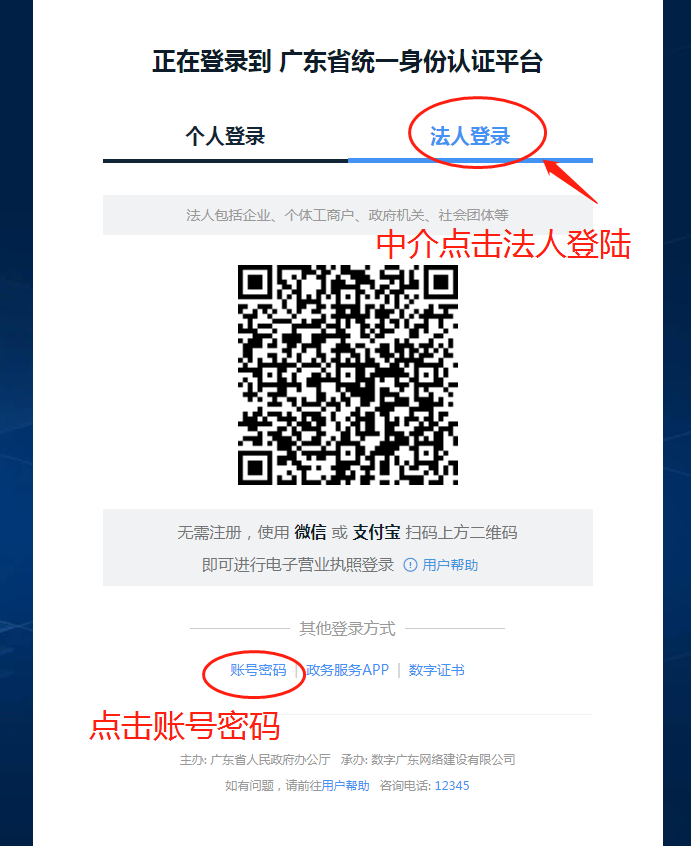 正在登录到 广东省统一身份认证平台
个人登录 法人登录
法人包括企业、个体工商户、政府机关、社会团体等
中介点击法人登陆
无需注册，使用 微信 或 支付宝 扫码上方二维码
即可进行电子营业执照登录 用户帮助
其他登录方式
账号密码 | 政务服务APP | 数字证书
点击账号密码
主办: 广东省人民政府办公厅 承办: 数字广东网络建设有限公司
如有问题，请前往用户帮助 咨询电话: 12345